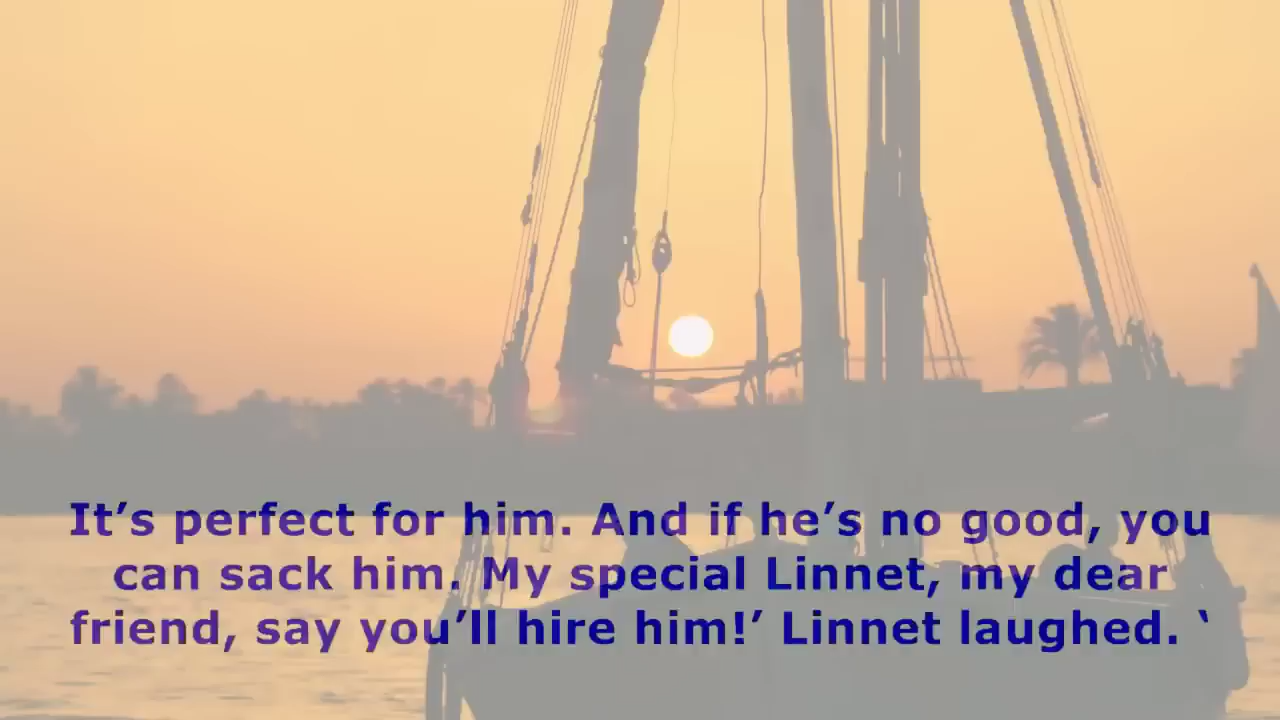 It’s perfect for him. And if he’s no good, you
can sack him. My special Linnet, my dear
friend, say you’ll hire him!’ Linnet laughed. ‘